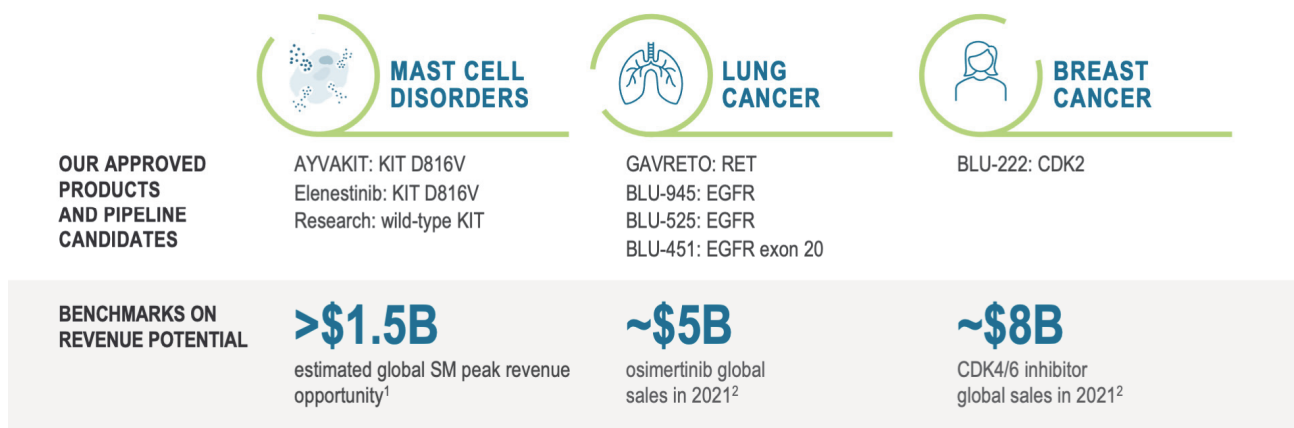 MAST CELL
DISORDERS
LUNG
CANCER
BREAST
CANCER
OUR APPROVED
PRODUCTS
AND PIPELINE
CANDIDATES
AYVAKIT: KIT D816V
Elenestinib: KIT D816V
Research: wild-type KIT
GAVRETO: RET
BLU-945: EGFR
BLU-525: EGFR
BLU-451: EGFR exon 20
BLU-222: CDK2
BENCHMARKS ON
REVENUE POTENTIAL
>$1.5B
estimated global SM peak revenue
opportunity¹
~$5B
osimertinib global
sales in 2021²
~$8B
CDK4/6 inhibitor
global sales in 2021²